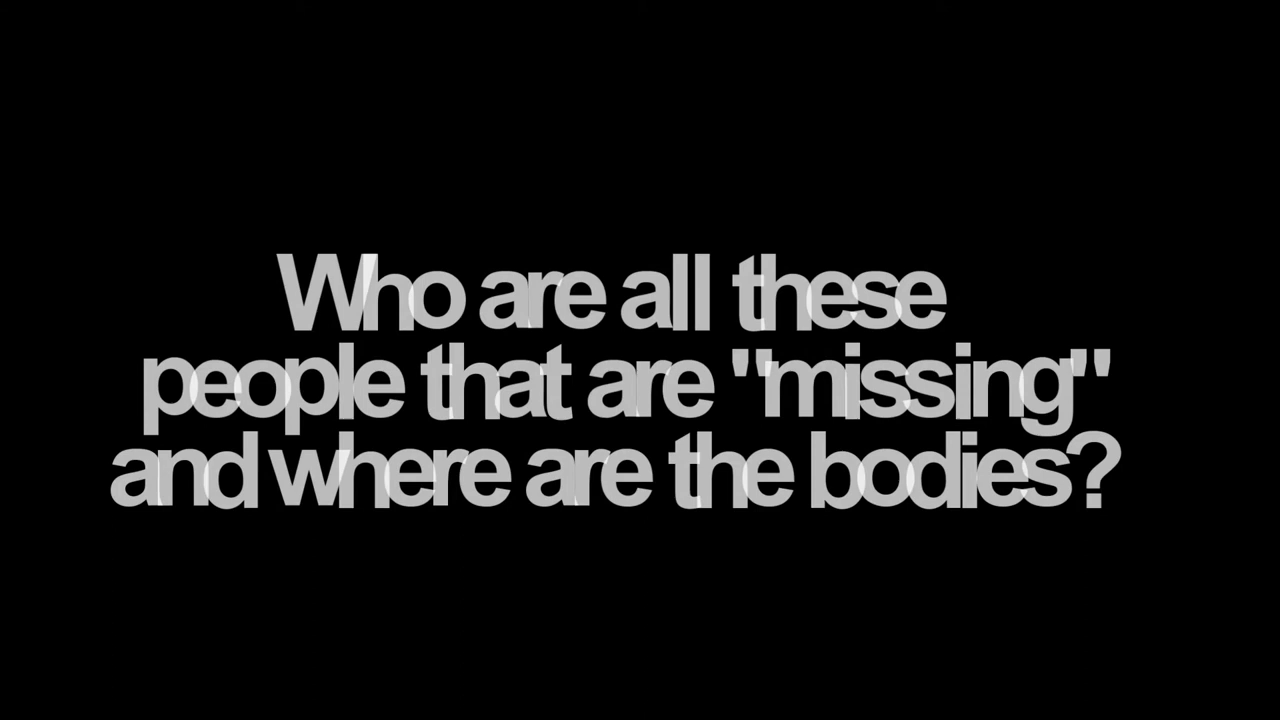 Who are all these
people that are "missing"
and where are the bodies?